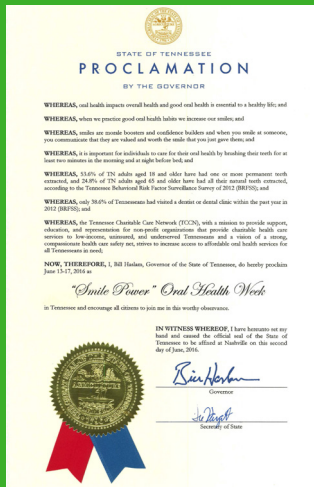 STATE OF TENNESSEE
PROCLAMATION
BY THE GOVERNOR
WHEREAS, oral health impacts overall health and good oral health is essential to a healthy life; and
WHEREAS, when we practice good oral health habits we increase our smiles; and
WHEREAS, smiles are morale boosters and confidence builders and when you smile at someone,
you communicate that they are valued and worth the smile that you just gave them; and
WHEREAS, it is important for individuals to care for their oral health by brushing their teeth for at
least two minutes in the morning and at night before bed; and
WHEREAS, 53.6% of TN adults aged 18 and older have had one or more permanent teeth
extracted, and 24.8% of TN adults aged 65 and older have had all their natural teeth extracted,
according to the Tennessee Behavioral Risk Factor Surveillance Survey of 2012 (BRFSS); and
WHEREAS, only 58.6% of Tennesseans had visited a dentist or dental clinic within the past year in
2012 (BRFSS); and
WHEREAS, the Tennessee Charitable Care Network (TCCN), with a mission to provide support,
education, and representation for non-profit organizations that provide charitable health care
services to low-income, uninsured, and underserved Tennesseans and a vision of a strong,
compassionate health care safety net, strives to increase access to affordable oral health services for
all Tennesseans in need;
NOW, THEREFORE, I, Bill Haslam, Governor of the State of Tennessee, do hereby proclaim
June 13-17, 2016 as
"Smile Power" Oral Health Week
in Tennessee and encourage all citizens to join me in this worthy observance.
IN WITNESS WHEREOF, I have hereunto set my
hand and caused the official seal of the State of
Tennessee to be affixed at Nashville on this second
day of June, 2016.
Bill Haslam
Governor
Tre Hargett
Secretary of State